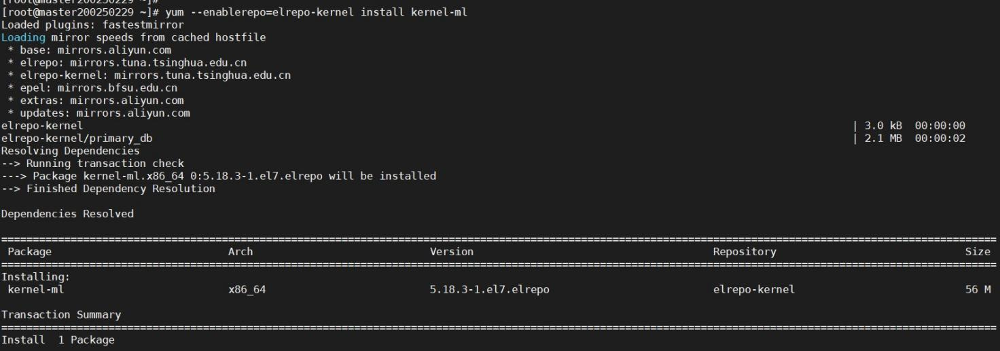 [root@master200250229 ~]#
[root@master200250229 ~]# yum --enablerepo=elrepo-kernel install kernel-ml
Loaded plugins: fastestmirror
Loading mirror speeds from cached hostfile
 * base: mirrors.aliyun.com
 * elrepo: mirrors.tuna.tsinghua.edu.cn
 * elrepo-kernel: mirrors.tuna.tsinghua.edu.cn
 * epel: mirrors.bfsu.edu.cn
 * extras: mirrors.aliyun.com
 * updates: mirrors.aliyun.com
elrepo-kernel | 3.0 kB 00:00:00
elrepo-kernel/primary_db | 2.1 MB 00:00:02
Resolving Dependencies
--> Running transaction check
---> Package kernel-ml.x86_64 0:5.18.3-1.el7.elrepo will be installed
--> Finished Dependency Resolution
Dependencies Resolved
Package Arch Version Repository Size
Installing:
kernel-ml x86_64 5.18.3-1.el7.elrepo elrepo-kernel 56 M
Transaction Summary
Install 1 Package